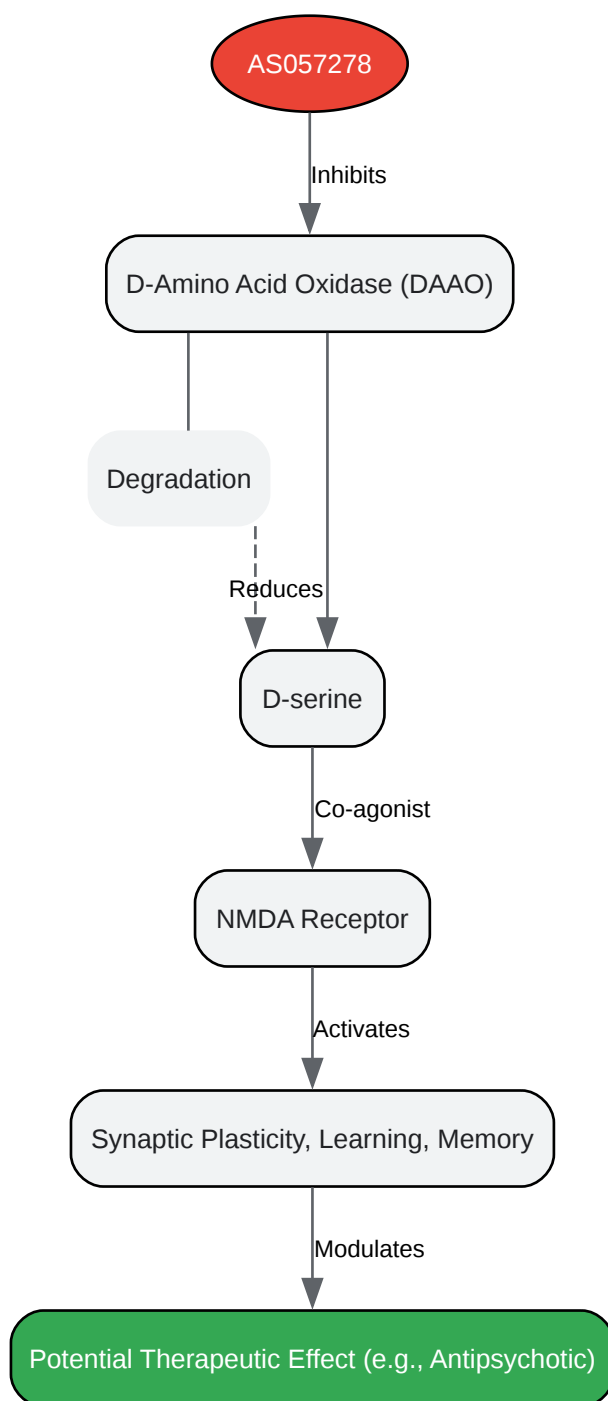 AS057278
Inhibits
D-Amino Acid Oxidase (DAAO)
Degradation
Reduces
D-serine
Co-agonist
NMDA Receptor
Activates
Synaptic Plasticity, Learning, Memory
Modulates
Potential Therapeutic Effect (e.g., Antipsychotic)